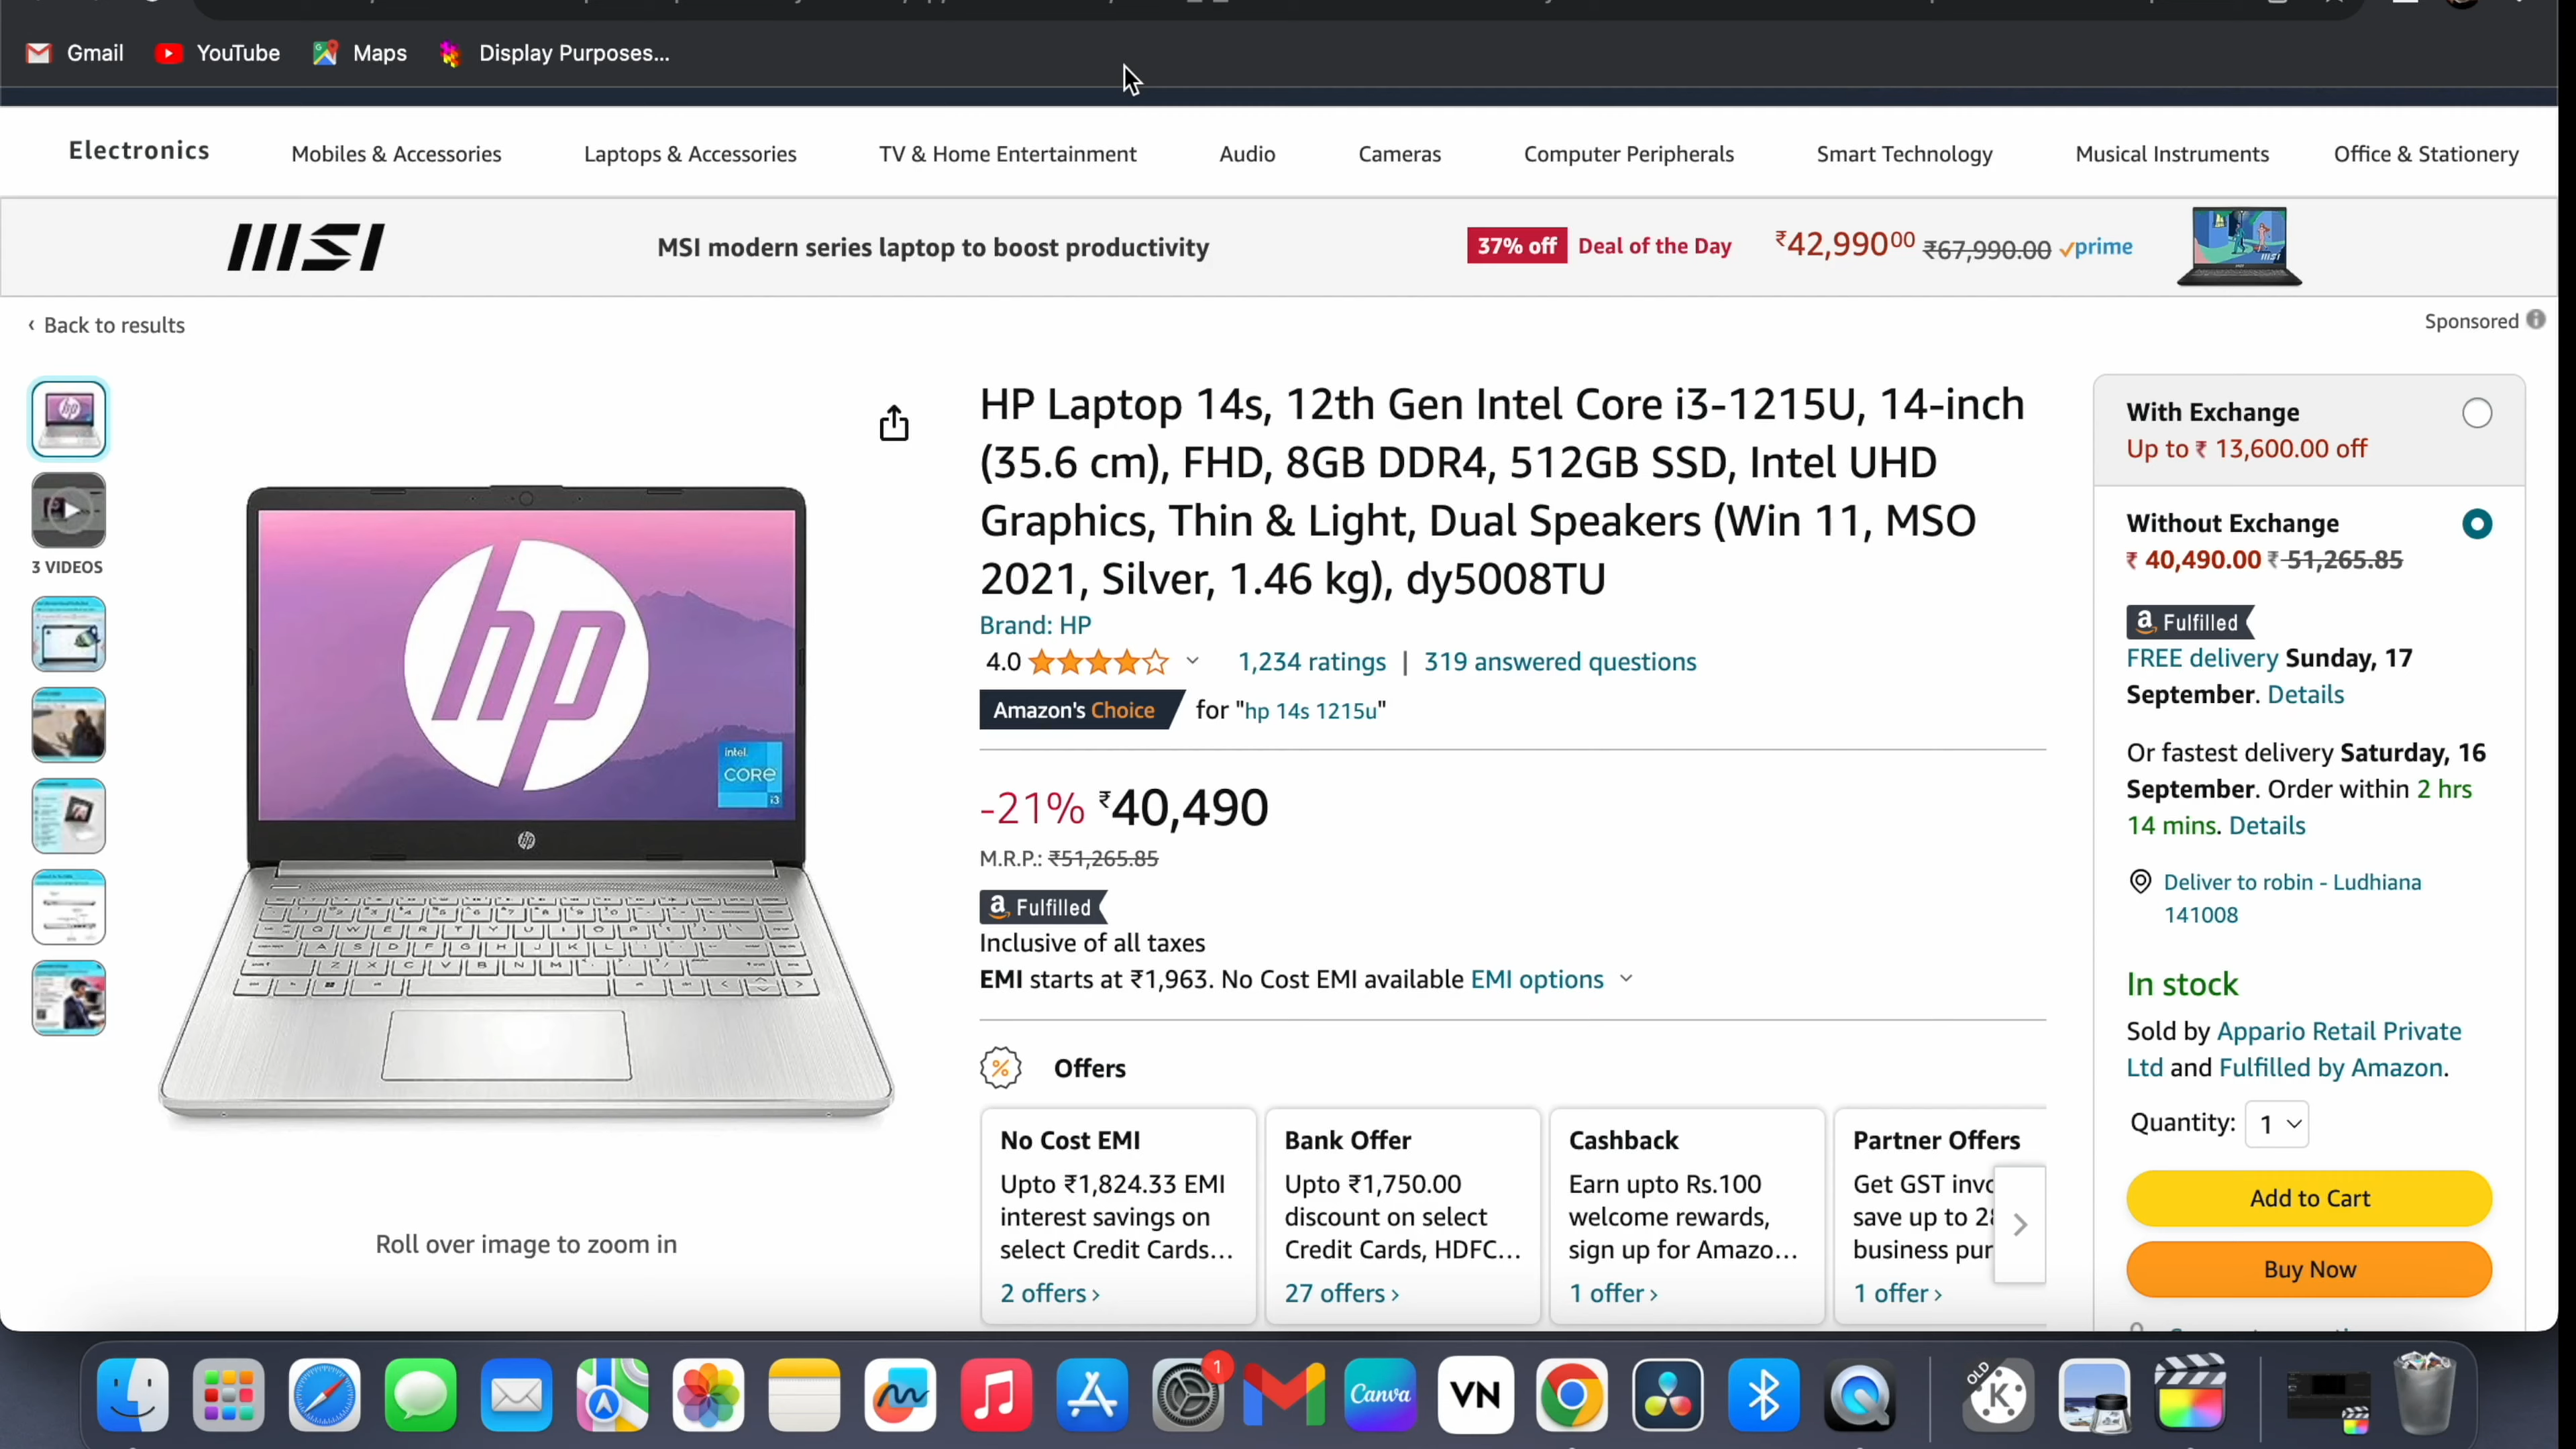 Gmail
YouTube
Maps
Display Purposes...
Electronics
Mobiles & Accessories
Laptops & Accessories
TV & Home Entertainment
Audio
Cameras
Computer Peripherals
Smart Technology
Musical Instruments
Office & Stationery
msi
MSI modern series laptop to boost productivity
37% off Deal of the Day
₹42,990⁰⁰ ₹67,990.00 prime
‹ Back to results
Sponsored
3 VIDEOS
hp
intel.
CORE
i3
Roll over image to zoom in
HP Laptop 14s, 12th Gen Intel Core i3-1215U, 14-inch
(35.6 cm), FHD, 8GB DDR4, 512GB SSD, Intel UHD
Graphics, Thin & Light, Dual Speakers (Win 11, MSO
2021, Silver, 1.46 kg), dy5008TU
Brand: HP
4.0
1,234 ratings | 319 answered questions
Amazon's Choice for "hp 14s 1215u"
-21% ₹40,490
M.R.P.: ₹51,265.85
a Fulfilled
Inclusive of all taxes
EMI starts at ₹1,963. No Cost EMI available EMI options
Offers
No Cost EMI
Upto ₹1,824.33 EMI
interest savings on
select Credit Cards...
2 offers ›
Bank Offer
Upto ₹1,750.00
discount on select
Credit Cards, HDFC...
27 offers ›
Cashback
Earn upto Rs.100
welcome rewards,
sign up for Amazo...
1 offer ›
Partner Offers
Get GST invo
save up to 2
business pur
1 offer ›
With Exchange
Up to ₹ 13,600.00 off
Without Exchange
₹ 40,490.00 ₹ 51,265.85
a Fulfilled
FREE delivery Sunday, 17
September. Details
Or fastest delivery Saturday, 16
September. Order within 2 hrs
14 mins. Details
Deliver to robin - Ludhiana
141008
In stock
Sold by Appario Retail Private
Ltd and Fulfilled by Amazon.
Quantity: 1
Add to Cart
Buy Now
1
Canva
VN
OLD
K